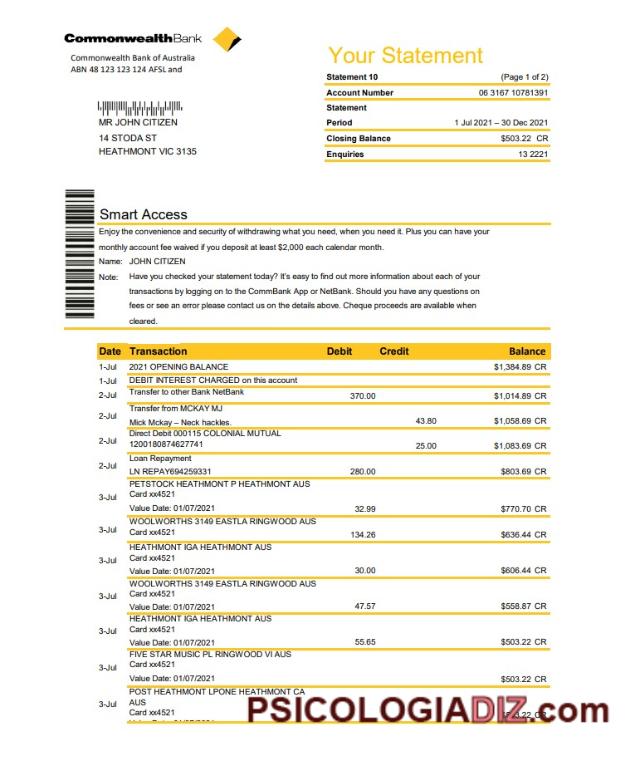 CommonwealthBank
Commonwealth Bank of Australia
ABN 48 123 123 124 AFSL and
Your Statement
Statement 10 (Page 1 of 2)
Account Number 06 3167 10781391
Statement
Period 1 Jul 2021 – 30 Dec 2021
Closing Balance $503.22 CR
Enquiries 13 2221
MR JOHN CITIZEN
14 STODA ST
HEATHMONT VIC 3135
Smart Access
Enjoy the convenience and security of withdrawing what you need, when you need it. Plus you can have your
monthly account fee waived if you deposit at least $2,000 each calendar month.
Name: JOHN CITIZEN
Note: Have you checked your statement today? It's easy to find out more information about each of your
transactions by logging on to the CommBank App or NetBank. Should you have any questions on
fees or see an error please contact us on the details above. Cheque proceeds are available when
cleared.
Date Transaction Debit Credit Balance
1-Jul 2021 OPENING BALANCE $1,384.89 CR
1-Jul DEBIT INTEREST CHARGED on this account
2-Jul Transfer to other Bank NetBank 370.00 $1,014.89 CR
2-Jul Transfer from MCKAY MJ
Mick Mckay – Neck hackles. 43.80 $1,058.69 CR
2-Jul Direct Debit 000115 COLONIAL MUTUAL
1200180874627741 25.00 $1,083.69 CR
2-Jul Loan Repayment
LN REPAY694259331 280.00 $803.69 CR
3-Jul PETSTOCK HEATHMONT P HEATHMONT AUS
Card xx4521
Value Date: 01/07/2021 32.99 $770.70 CR
3-Jul WOOLWORTHS 3149 EASTLA RINGWOOD AUS
Card xx4521 134.26 $636.44 CR
3-Jul HEATHMONT IGA HEATHMONT AUS
Card xx4521
Value Date: 01/07/2021 30.00 $606.44 CR
3-Jul WOOLWORTHS 3149 EASTLA RINGWOOD AUS
Card xx4521
Value Date: 01/07/2021 47.57 $558.87 CR
3-Jul HEATHMONT IGA HEATHMONT AUS
Card xx4521
Value Date: 01/07/2021 55.65 $503.22 CR
3-Jul FIVE STAR MUSIC PL RINGWOOD VI AUS
Card xx4521
Value Date: 01/07/2021 $503.22 CR
3-Jul POST HEATHMONT LPONE HEATHMONT CA
AUS
Card xx4521
PSICOLOGIADIZ.com